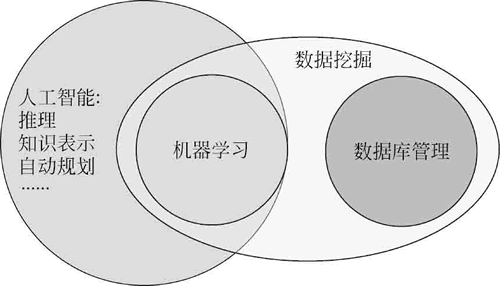 数据挖掘
人工智能:
推理
知识表示
自动规划
……
机器学习
数据库管理